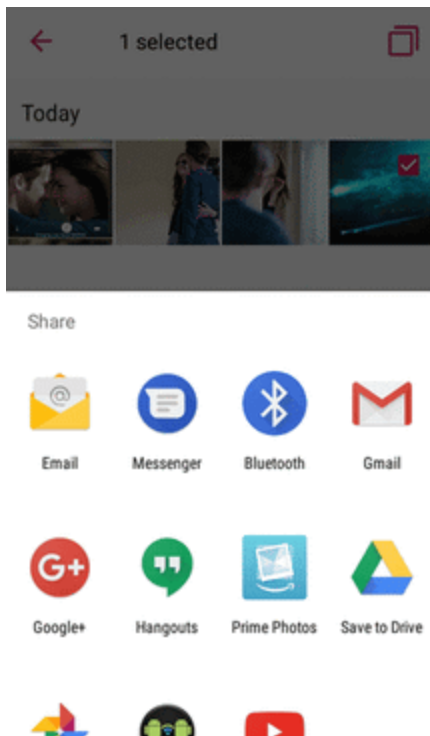 1 selected
Today
Share
Email
Messenger
Bluetooth
Gmail
G+
Google+
Hangouts
Prime Photos
Save to Drive